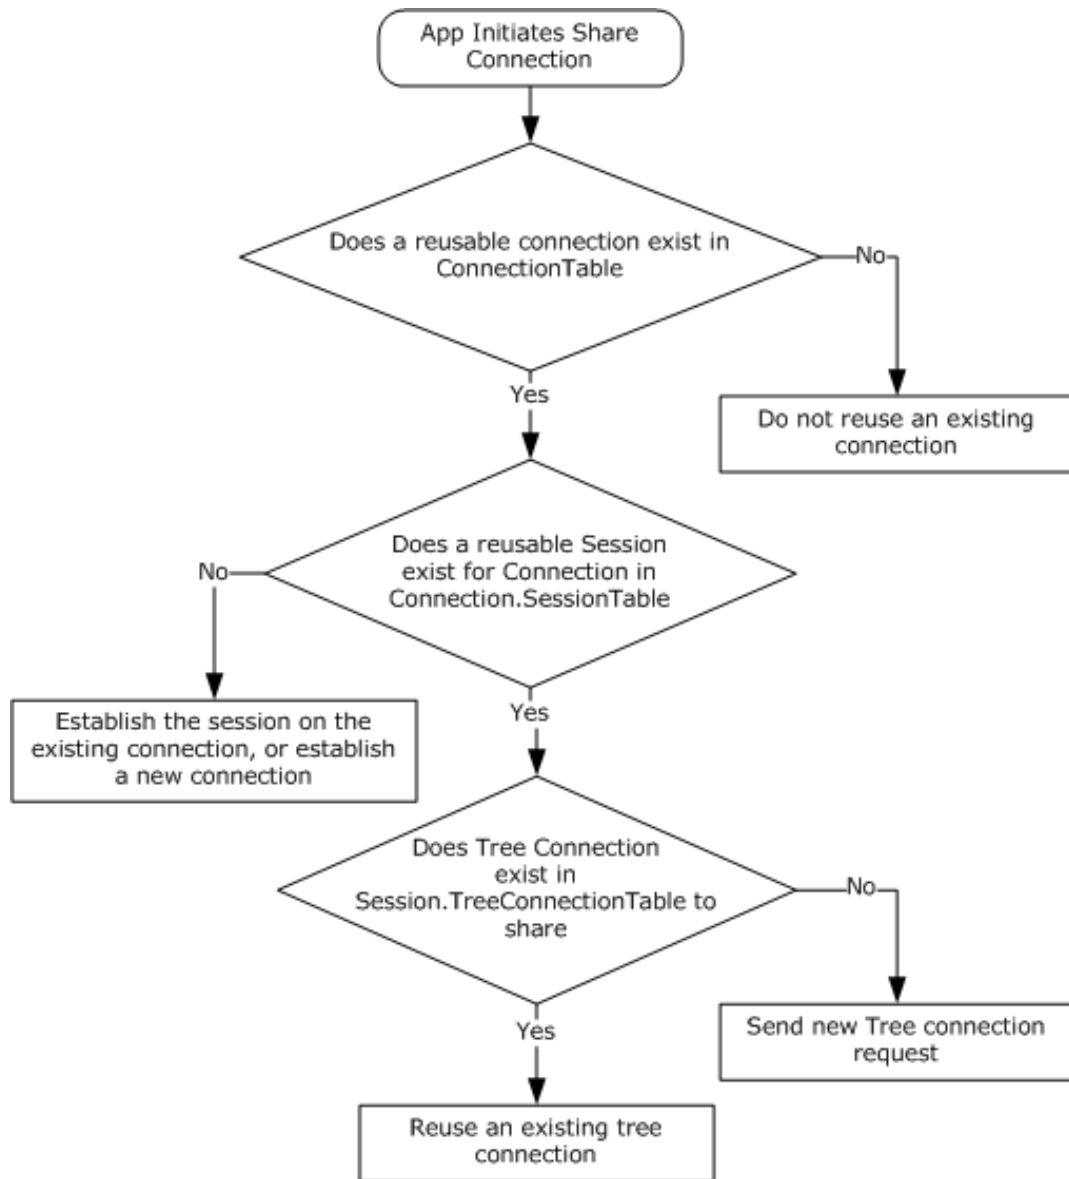 App Initiates Share
Connection
Does a reusable connection exist in
ConnectionTable
No
Yes
Do not reuse an existing
connection
Does a reusable Session
exist for Connection in
Connection.SessionTable
No
Yes
Establish the session on the
existing connection, or establish
a new connection
Does Tree Connection
exist in
Session.TreeConnectionTable to
share
No
Yes
Send new Tree connection
request
Reuse an existing tree
connection